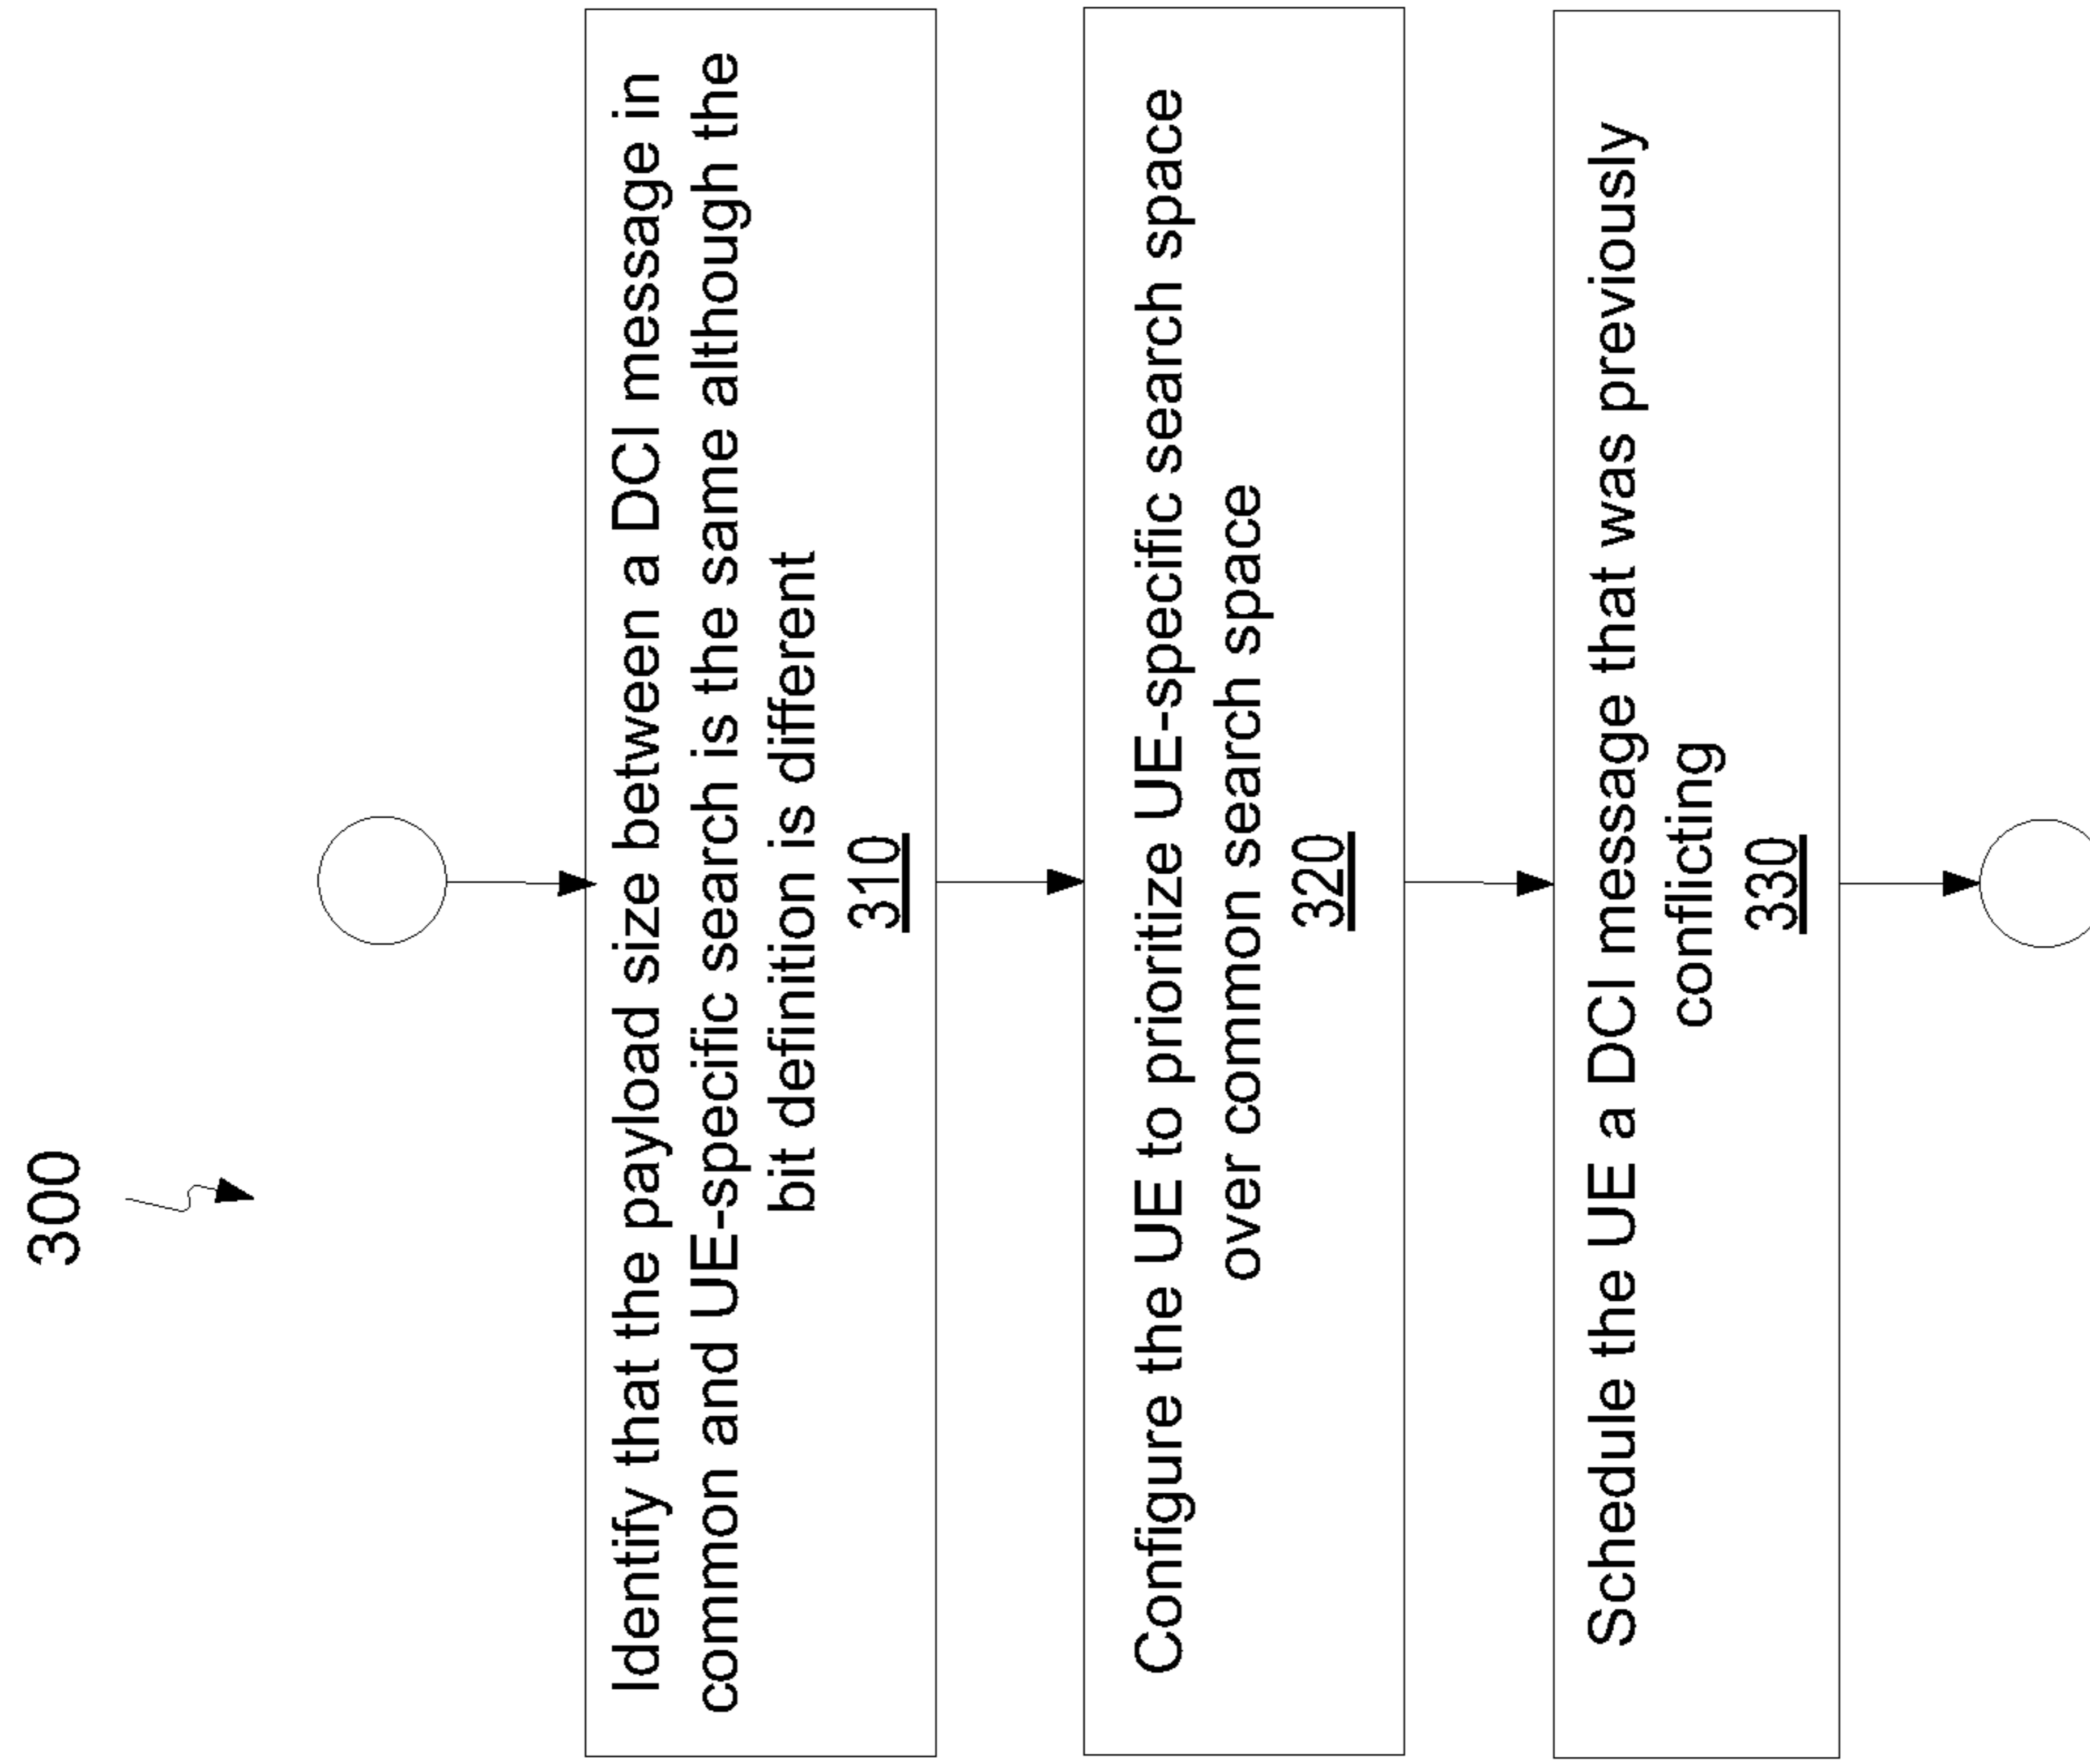 300
Identify that the payload size between a DCI message in
common and UE-specific search is the same although the
bit definition is different
310
Configure the UE to prioritize UE-specific search space
over common search space
320
Schedule the UE a DCI message that was previously
conflicting
330